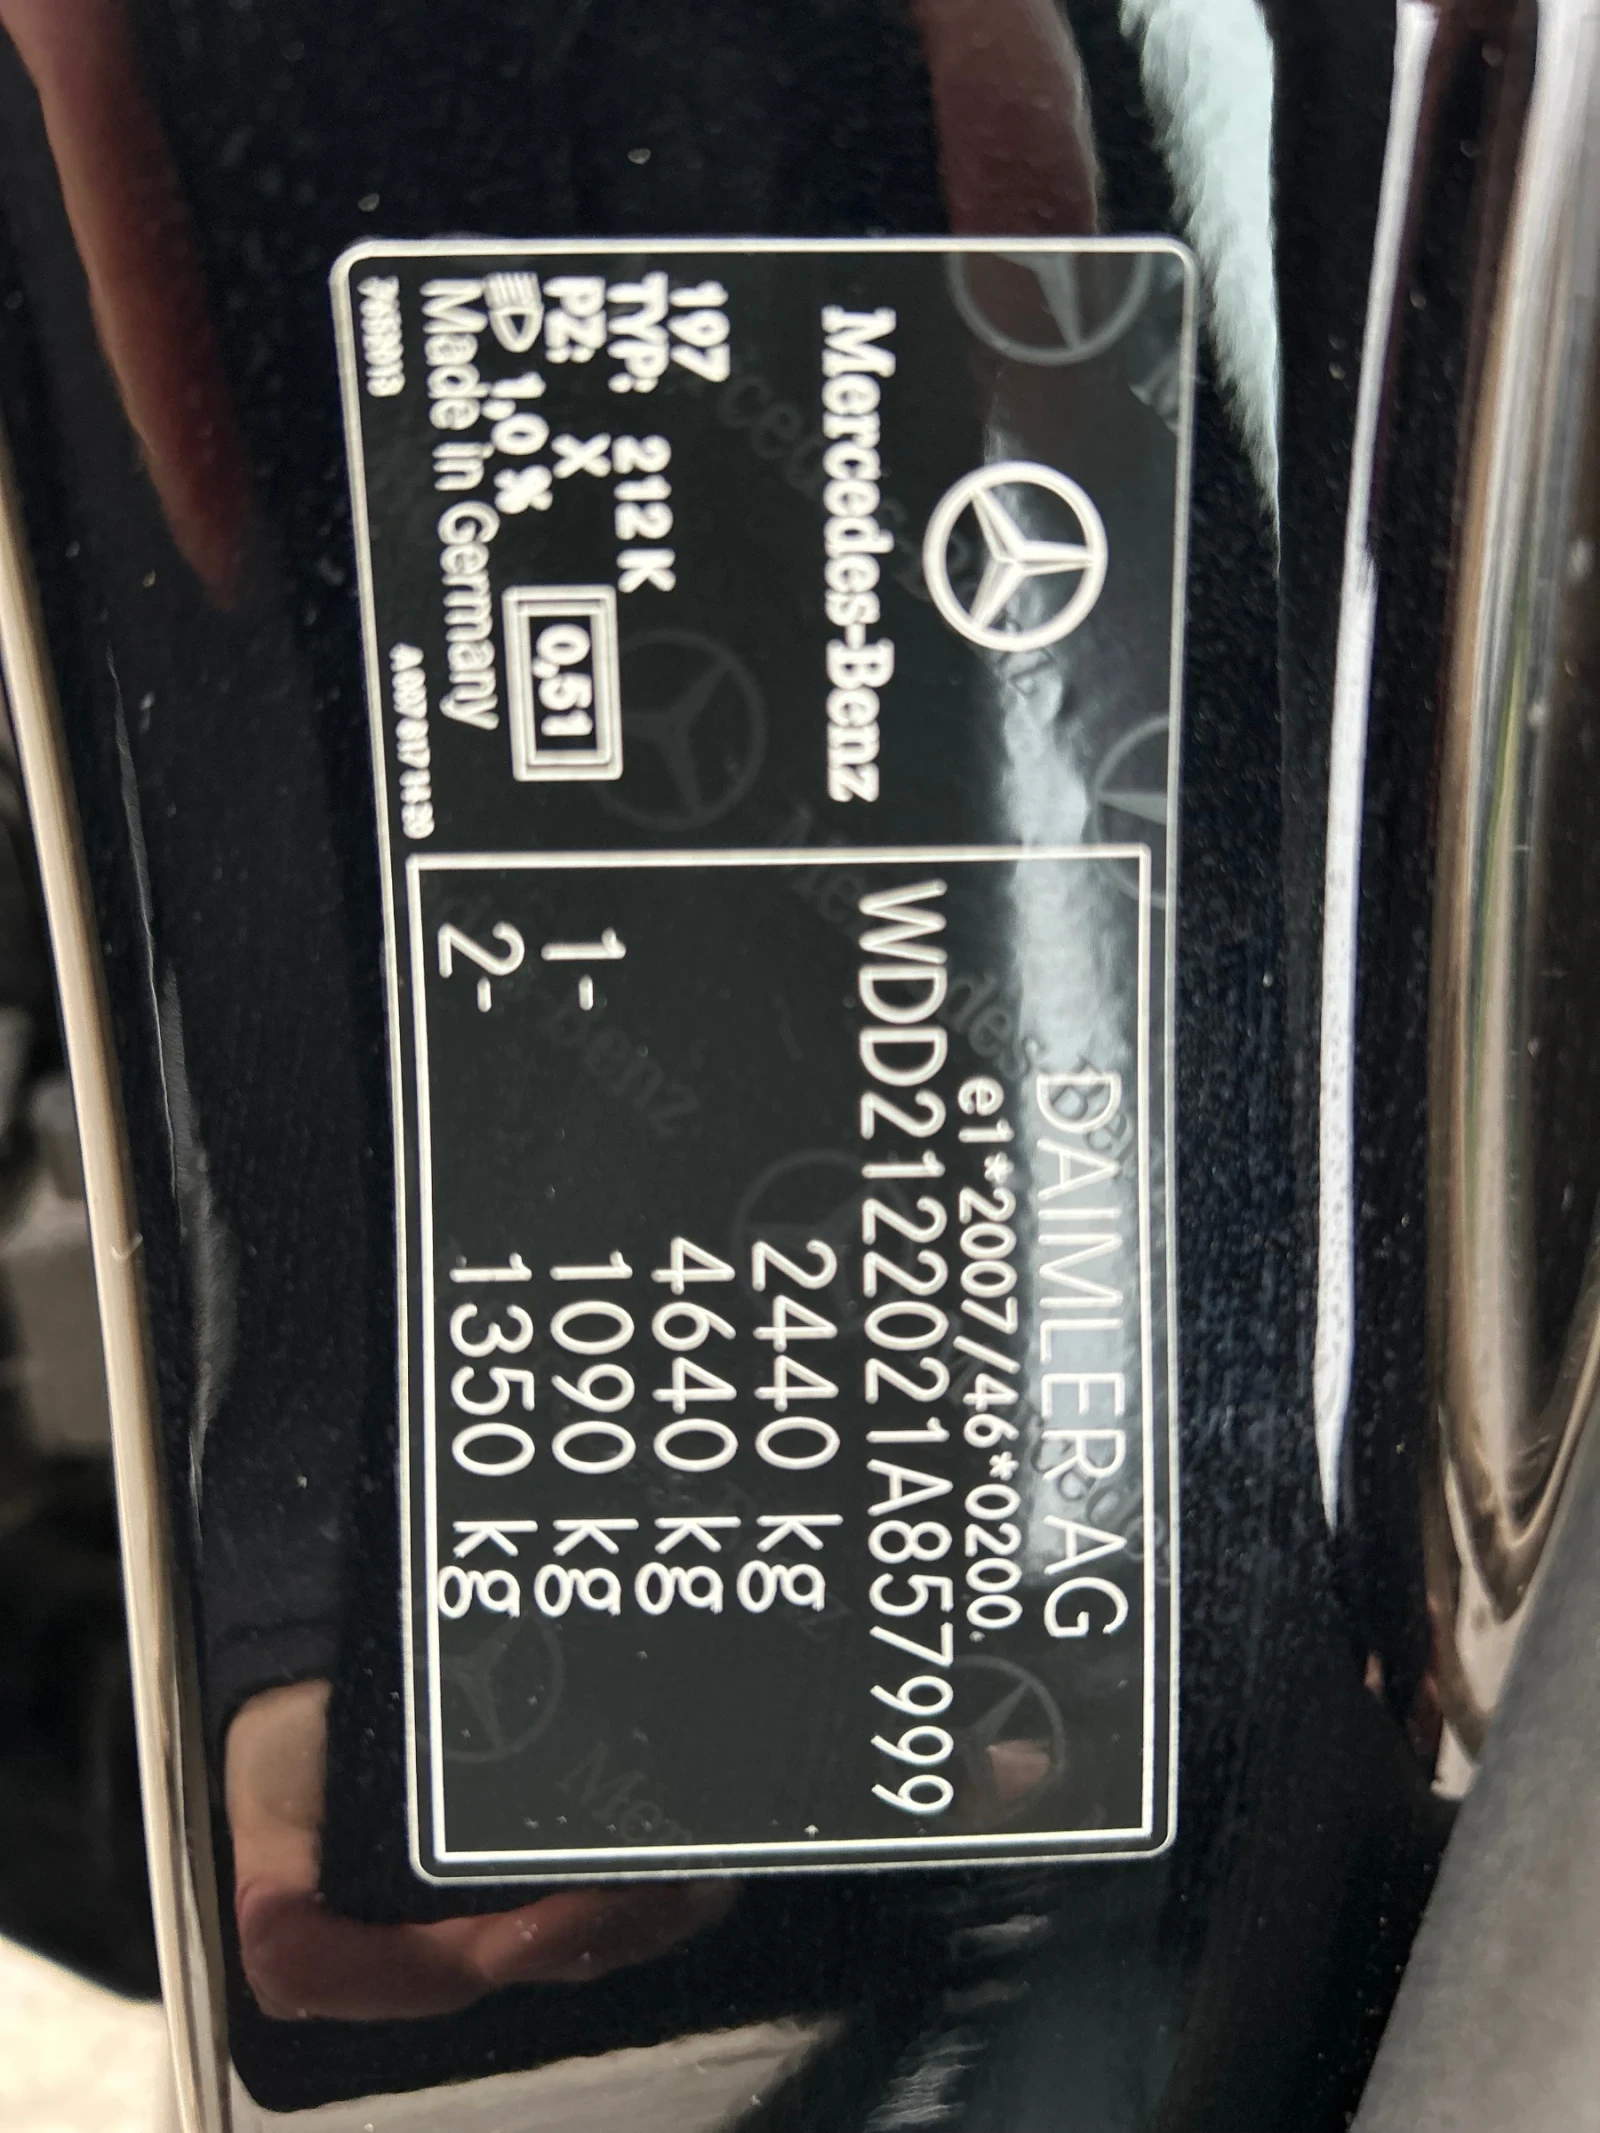 Mercedes-Benz
197
TYP: 212 K
PZ: X
1,0 %
0,51
Made in Germany
DAIMLER AG
e1*2007/46*0200.
WDD2122021A857999
2440 kg
4640 kg
1- 1090 kg
2- 1350 kg